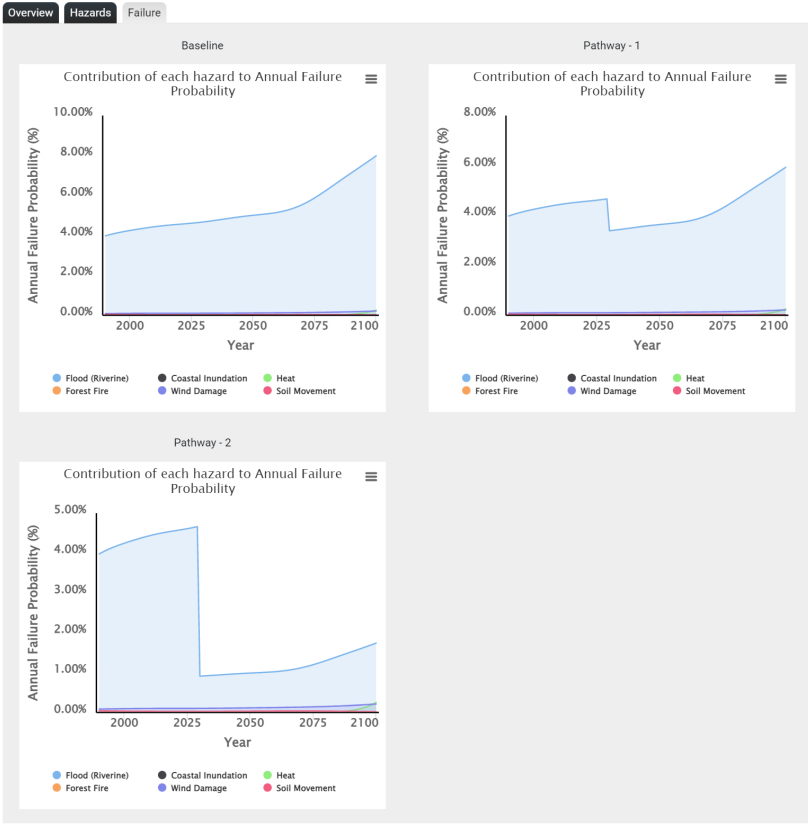 Overview Hazards Failure
Baseline
Contribution of each hazard to Annual Failure
Probability
Annual Failure Probability (%)
10.00%
8.00%
6.00%
4.00%
2.00%
0.00%
2000 2025 2050 2075 2100
Year
Flood (Riverine) Coastal Inundation Heat
Forest Fire Wind Damage Soil Movement
Pathway - 1
Contribution of each hazard to Annual Failure
Probability
Annual Failure Probability (%)
8.00%
6.00%
4.00%
2.00%
0.00%
2000 2025 2050 2075 2100
Year
Flood (Riverine) Coastal Inundation Heat
Forest Fire Wind Damage Soil Movement
Pathway - 2
Contribution of each hazard to Annual Failure
Probability
Annual Failure Probability (%)
5.00%
4.00%
3.00%
2.00%
1.00%
0.00%
2000 2025 2050 2075 2100
Year
Flood (Riverine) Coastal Inundation Heat
Forest Fire Wind Damage Soil Movement